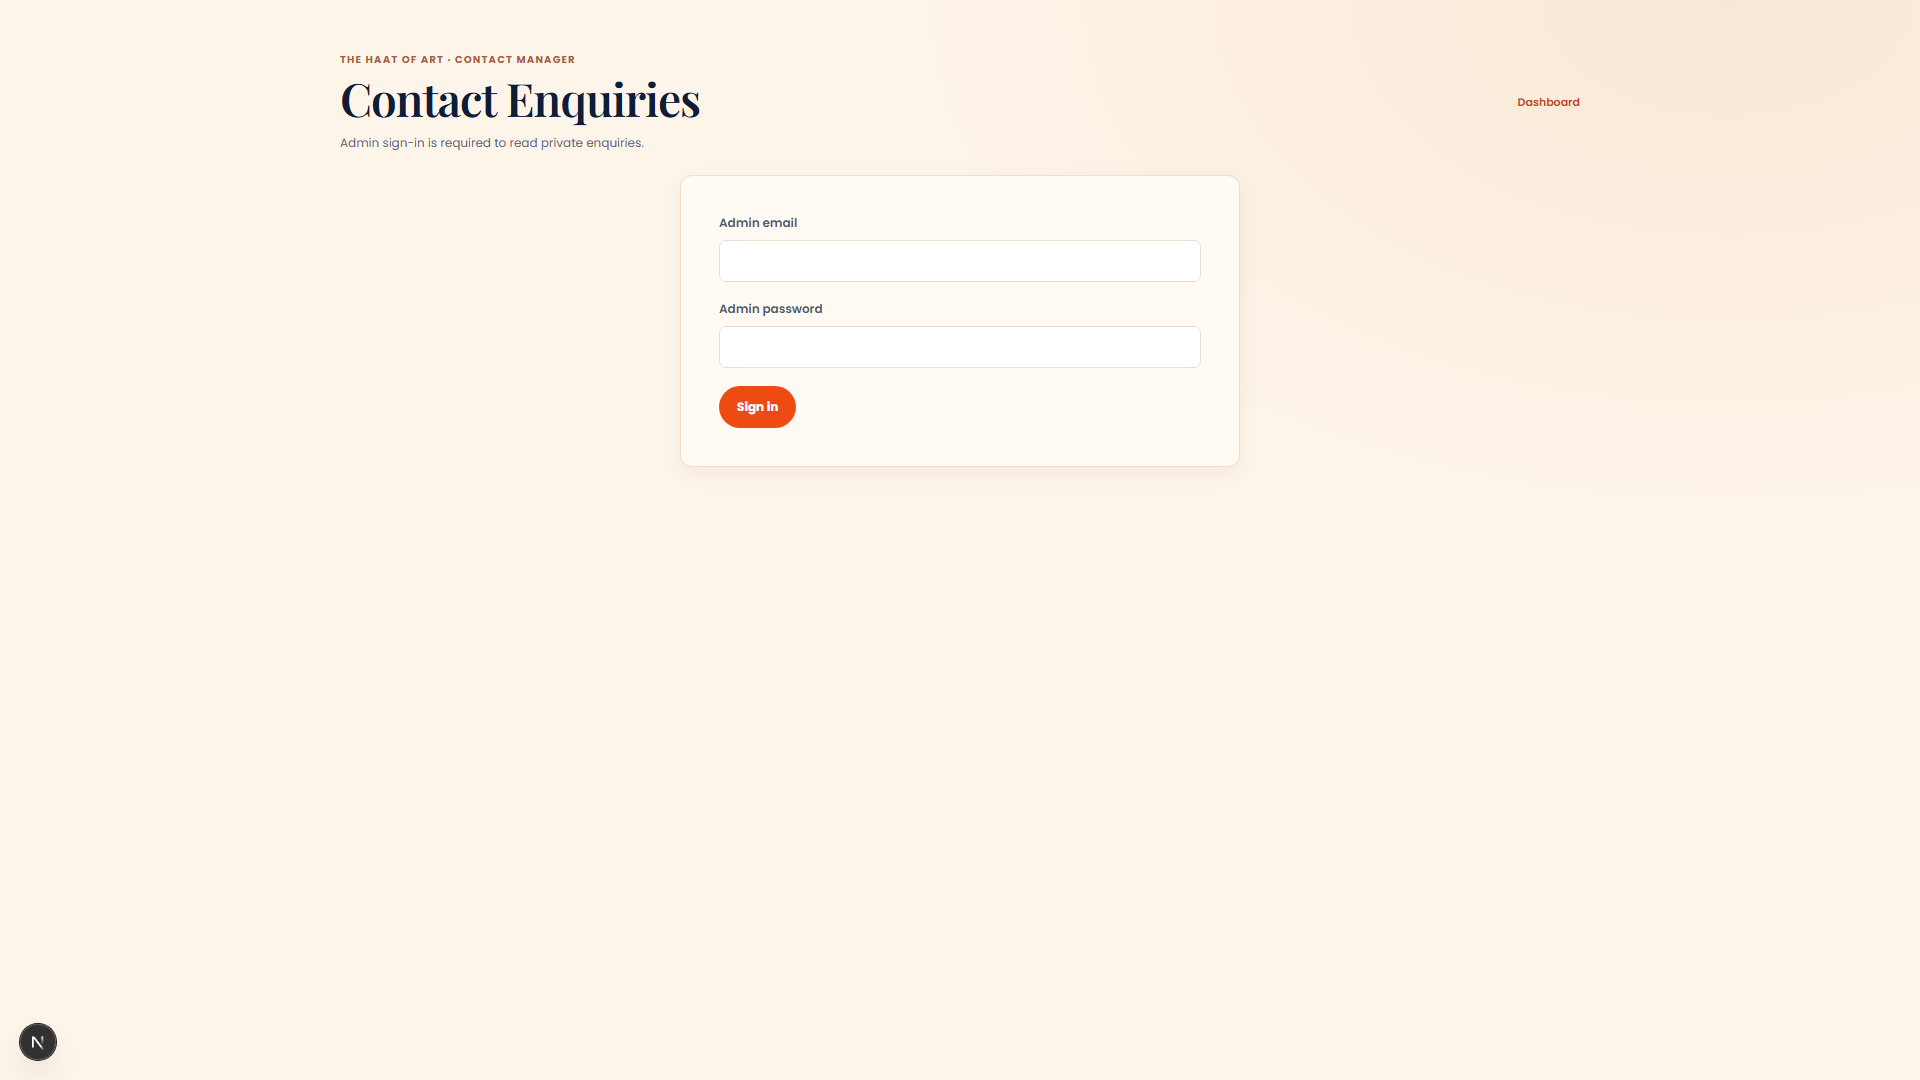 THE HAAT OF ART · CONTACT MANAGER
Contact Enquiries
Dashboard
Admin sign-in is required to read private enquiries.
Admin email
Admin password
Sign in
N